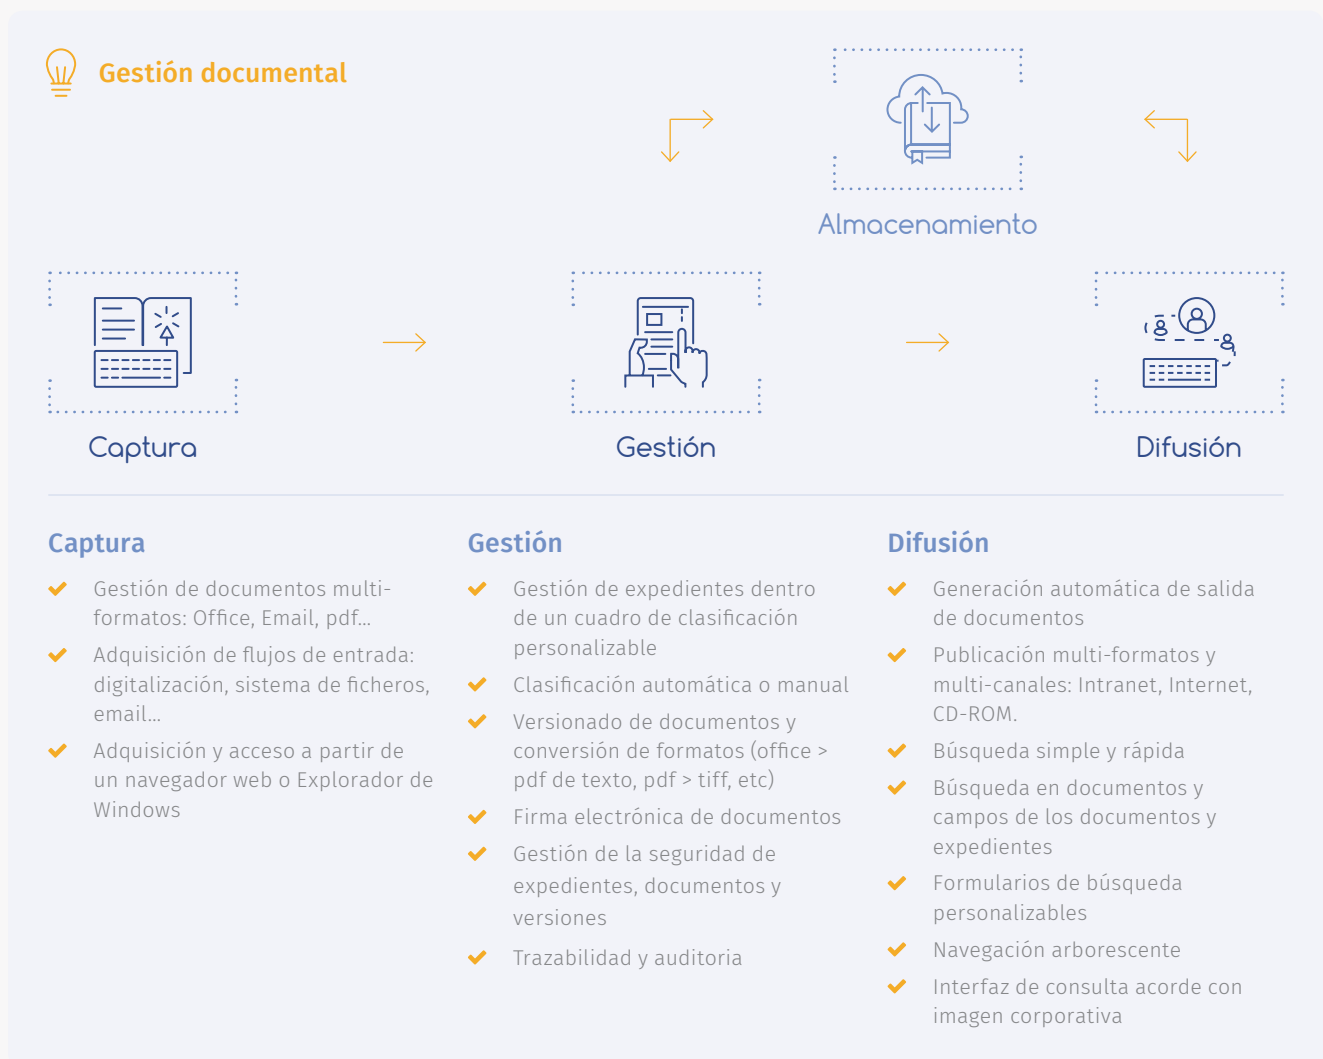 Gestión documental
Almacenamiento
Captura
Gestión
Difusión
Captura
Gestión de documentos multi-
formatos: Office, Email, pdf...
Adquisición de flujos de entrada:
digitalización, sistema de ficheros,
email...
Adquisición y acceso a partir de
un navegador web o Explorador de
Windows
Gestión
Gestión de expedientes dentro
de un cuadro de clasificación
personalizable
Clasificación automática o manual
Versionado de documentos y
conversión de formatos (office >
pdf de texto, pdf > tiff, etc)
Firma electrónica de documentos
Gestión de la seguridad de
expedientes, documentos y
versiones
Trazabilidad y auditoria
Difusión
Generación automática de salida
de documentos
Publicación multi-formatos y
multi-canales: Intranet, Internet,
CD-ROM.
Búsqueda simple y rápida
Búsqueda en documentos y
campos de los documentos y
expedientes
Formularios de búsqueda
personalizables
Navegación arborescente
Interfaz de consulta acorde con
imagen corporativa